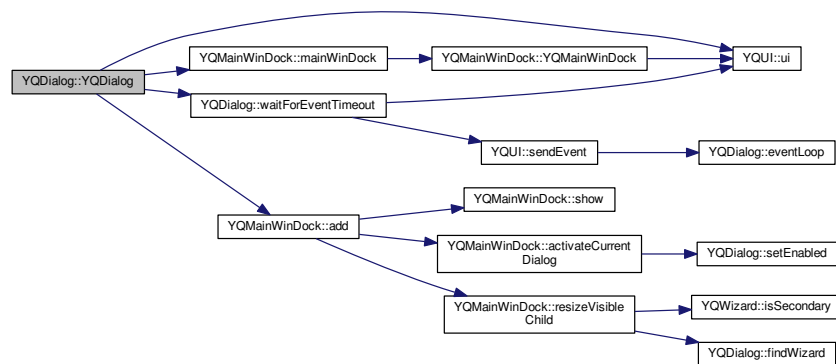 YQDialog::YQDialog
YQMainWinDock::mainWinDock
YQMainWinDock::YQMainWinDock
YQUI::ui
YQDialog::waitForEventTimeout
YQUI::sendEvent
YQDialog::eventLoop
YQMainWinDock::add
YQMainWinDock::show
YQMainWinDock::activateCurrent
Dialog
YQDialog::setEnabled
YQMainWinDock::resizeVisible
Child
YQWizard::isSecondary
YQDialog::findWizard